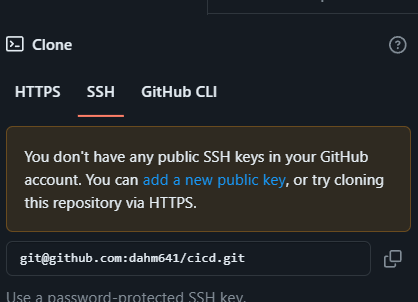 Clone
HTTPS SSH GitHub CLI
You don't have any public SSH keys in your GitHub
account. You can add a new public key, or try cloning
this repository via HTTPS.
git@github.com:dahm641/cicd.git
Use a password-protected SSH key.